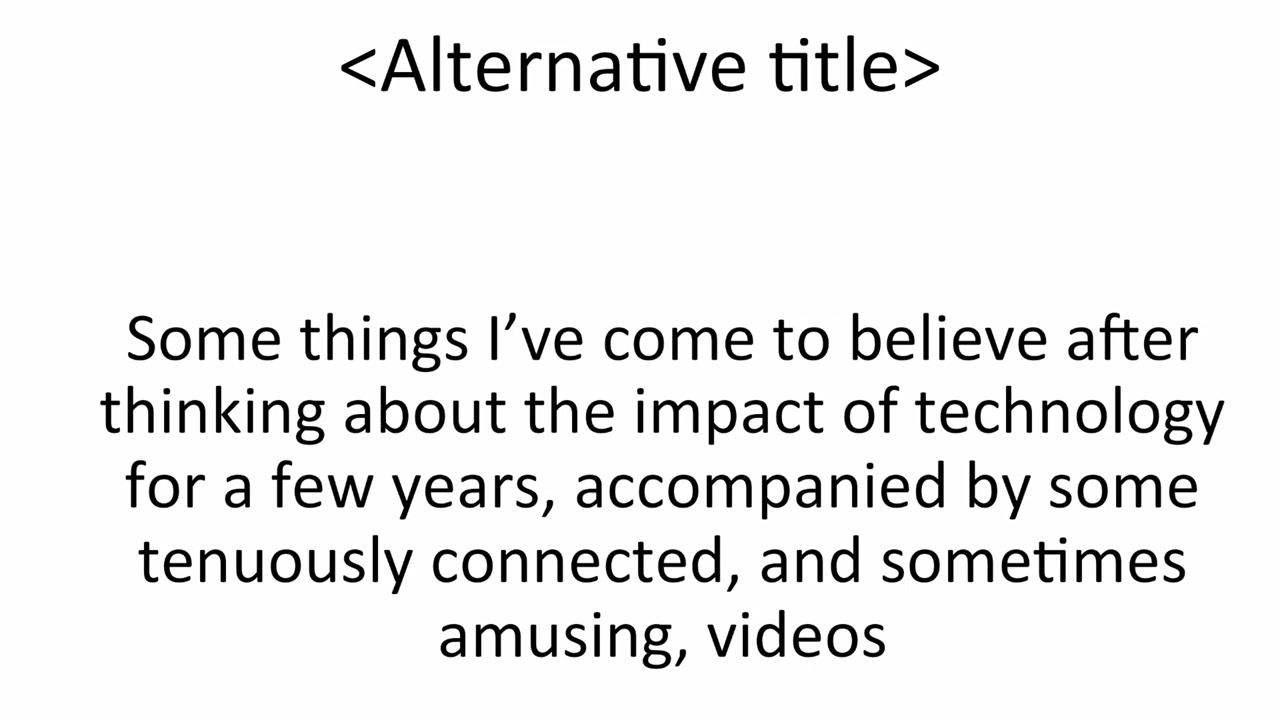 <Alternative title>
Some things I’ve come to believe after
thinking about the impact of technology
for a few years, accompanied by some
tenuously connected, and sometimes
amusing, videos